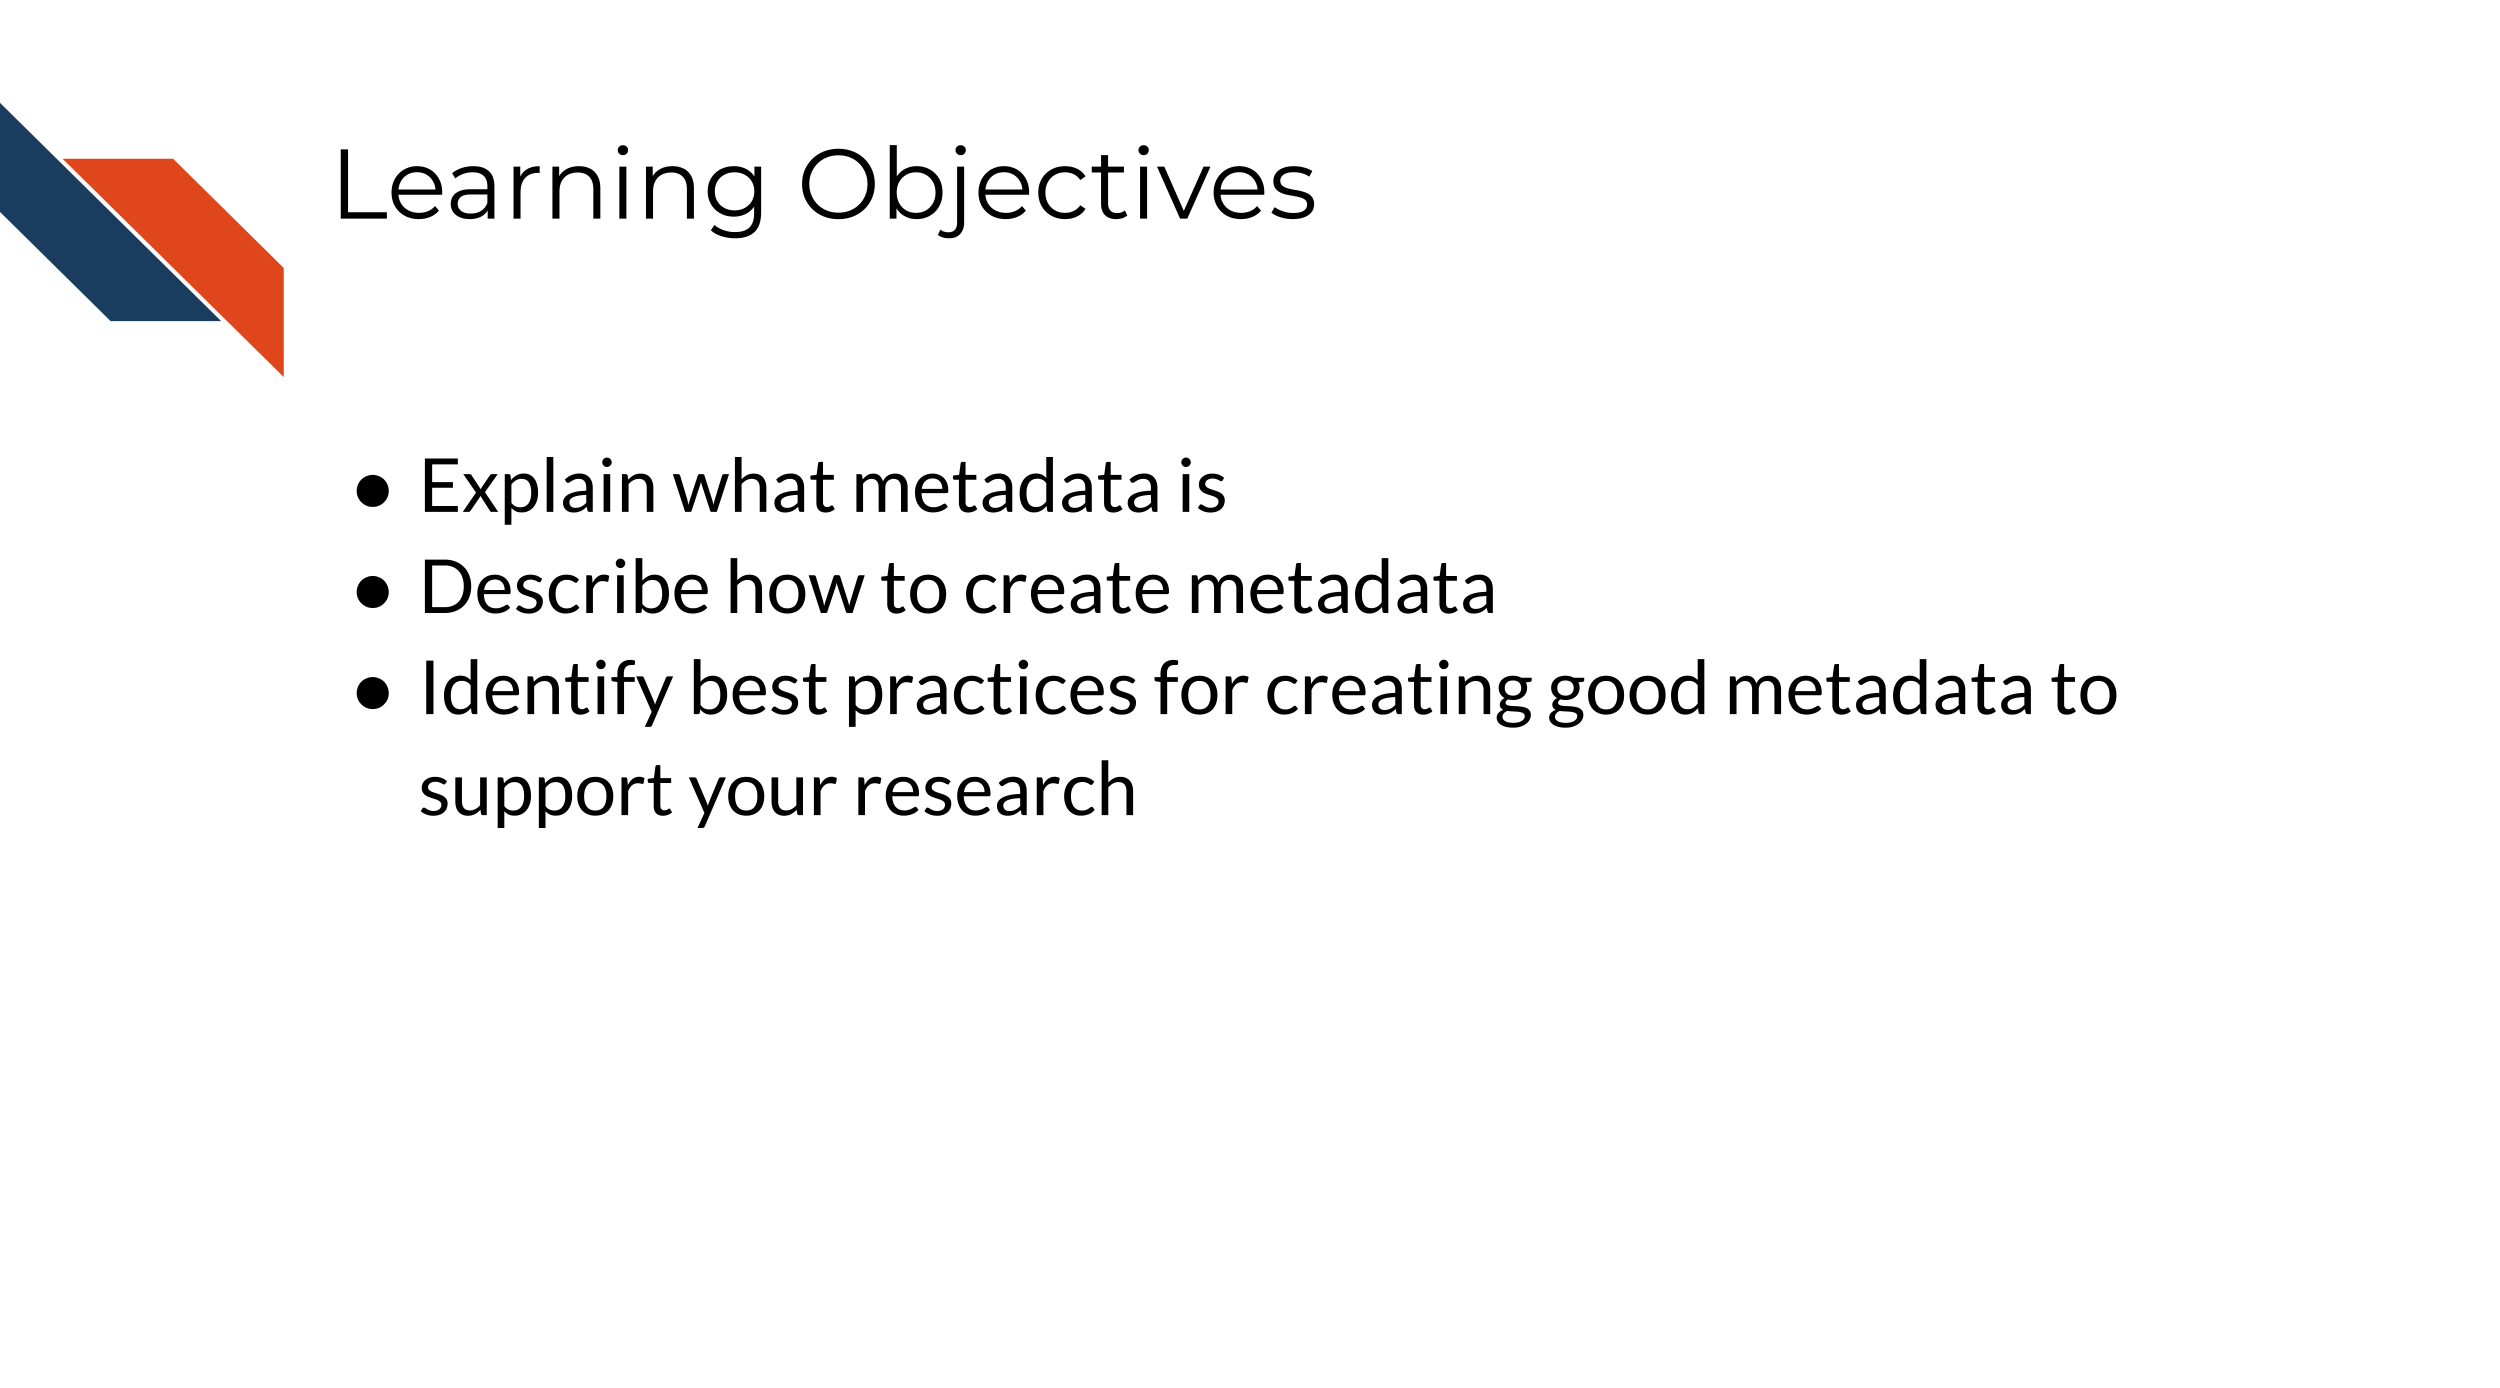 Learning Objectives
● Explain what metadata is
● Describe how to create metadata
● Identify best practices for creating good metadata to
support your research